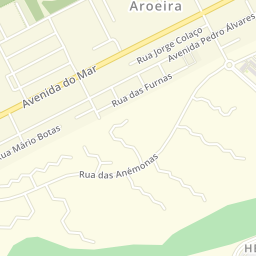 Aroeira
Rua Jorge Colaço
Avenida Pedro Álvares
Avenida do Mar
Rua das Furnas
Rua Mário Botas
Rua das Anémonas
HE